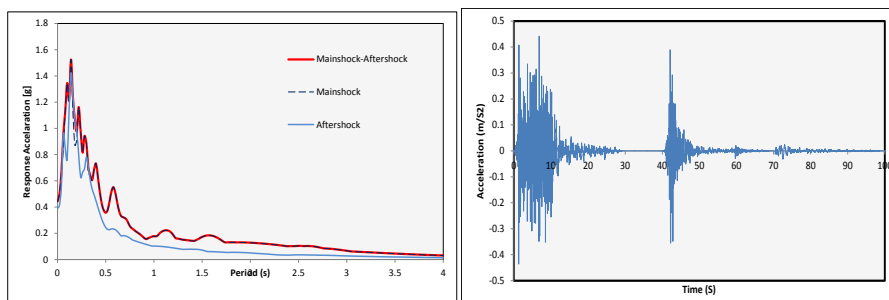 Response Accelaration [g]
1.8
1.6
1.4
1.2
1
0.8
0.6
0.4
0.2
0
0 0.5 1 1.5 2 2.5 3 3.5 4
Period (s)
Mainshock-Aftershock
Mainshock
Aftershock
Acceleration (m/S2)
0.5
0.4
0.3
0.2
0.1
0
-0.1
-0.2
-0.3
-0.4
-0.5
0 10 20 30 40 50 60 70 80 90 100
Time (S)